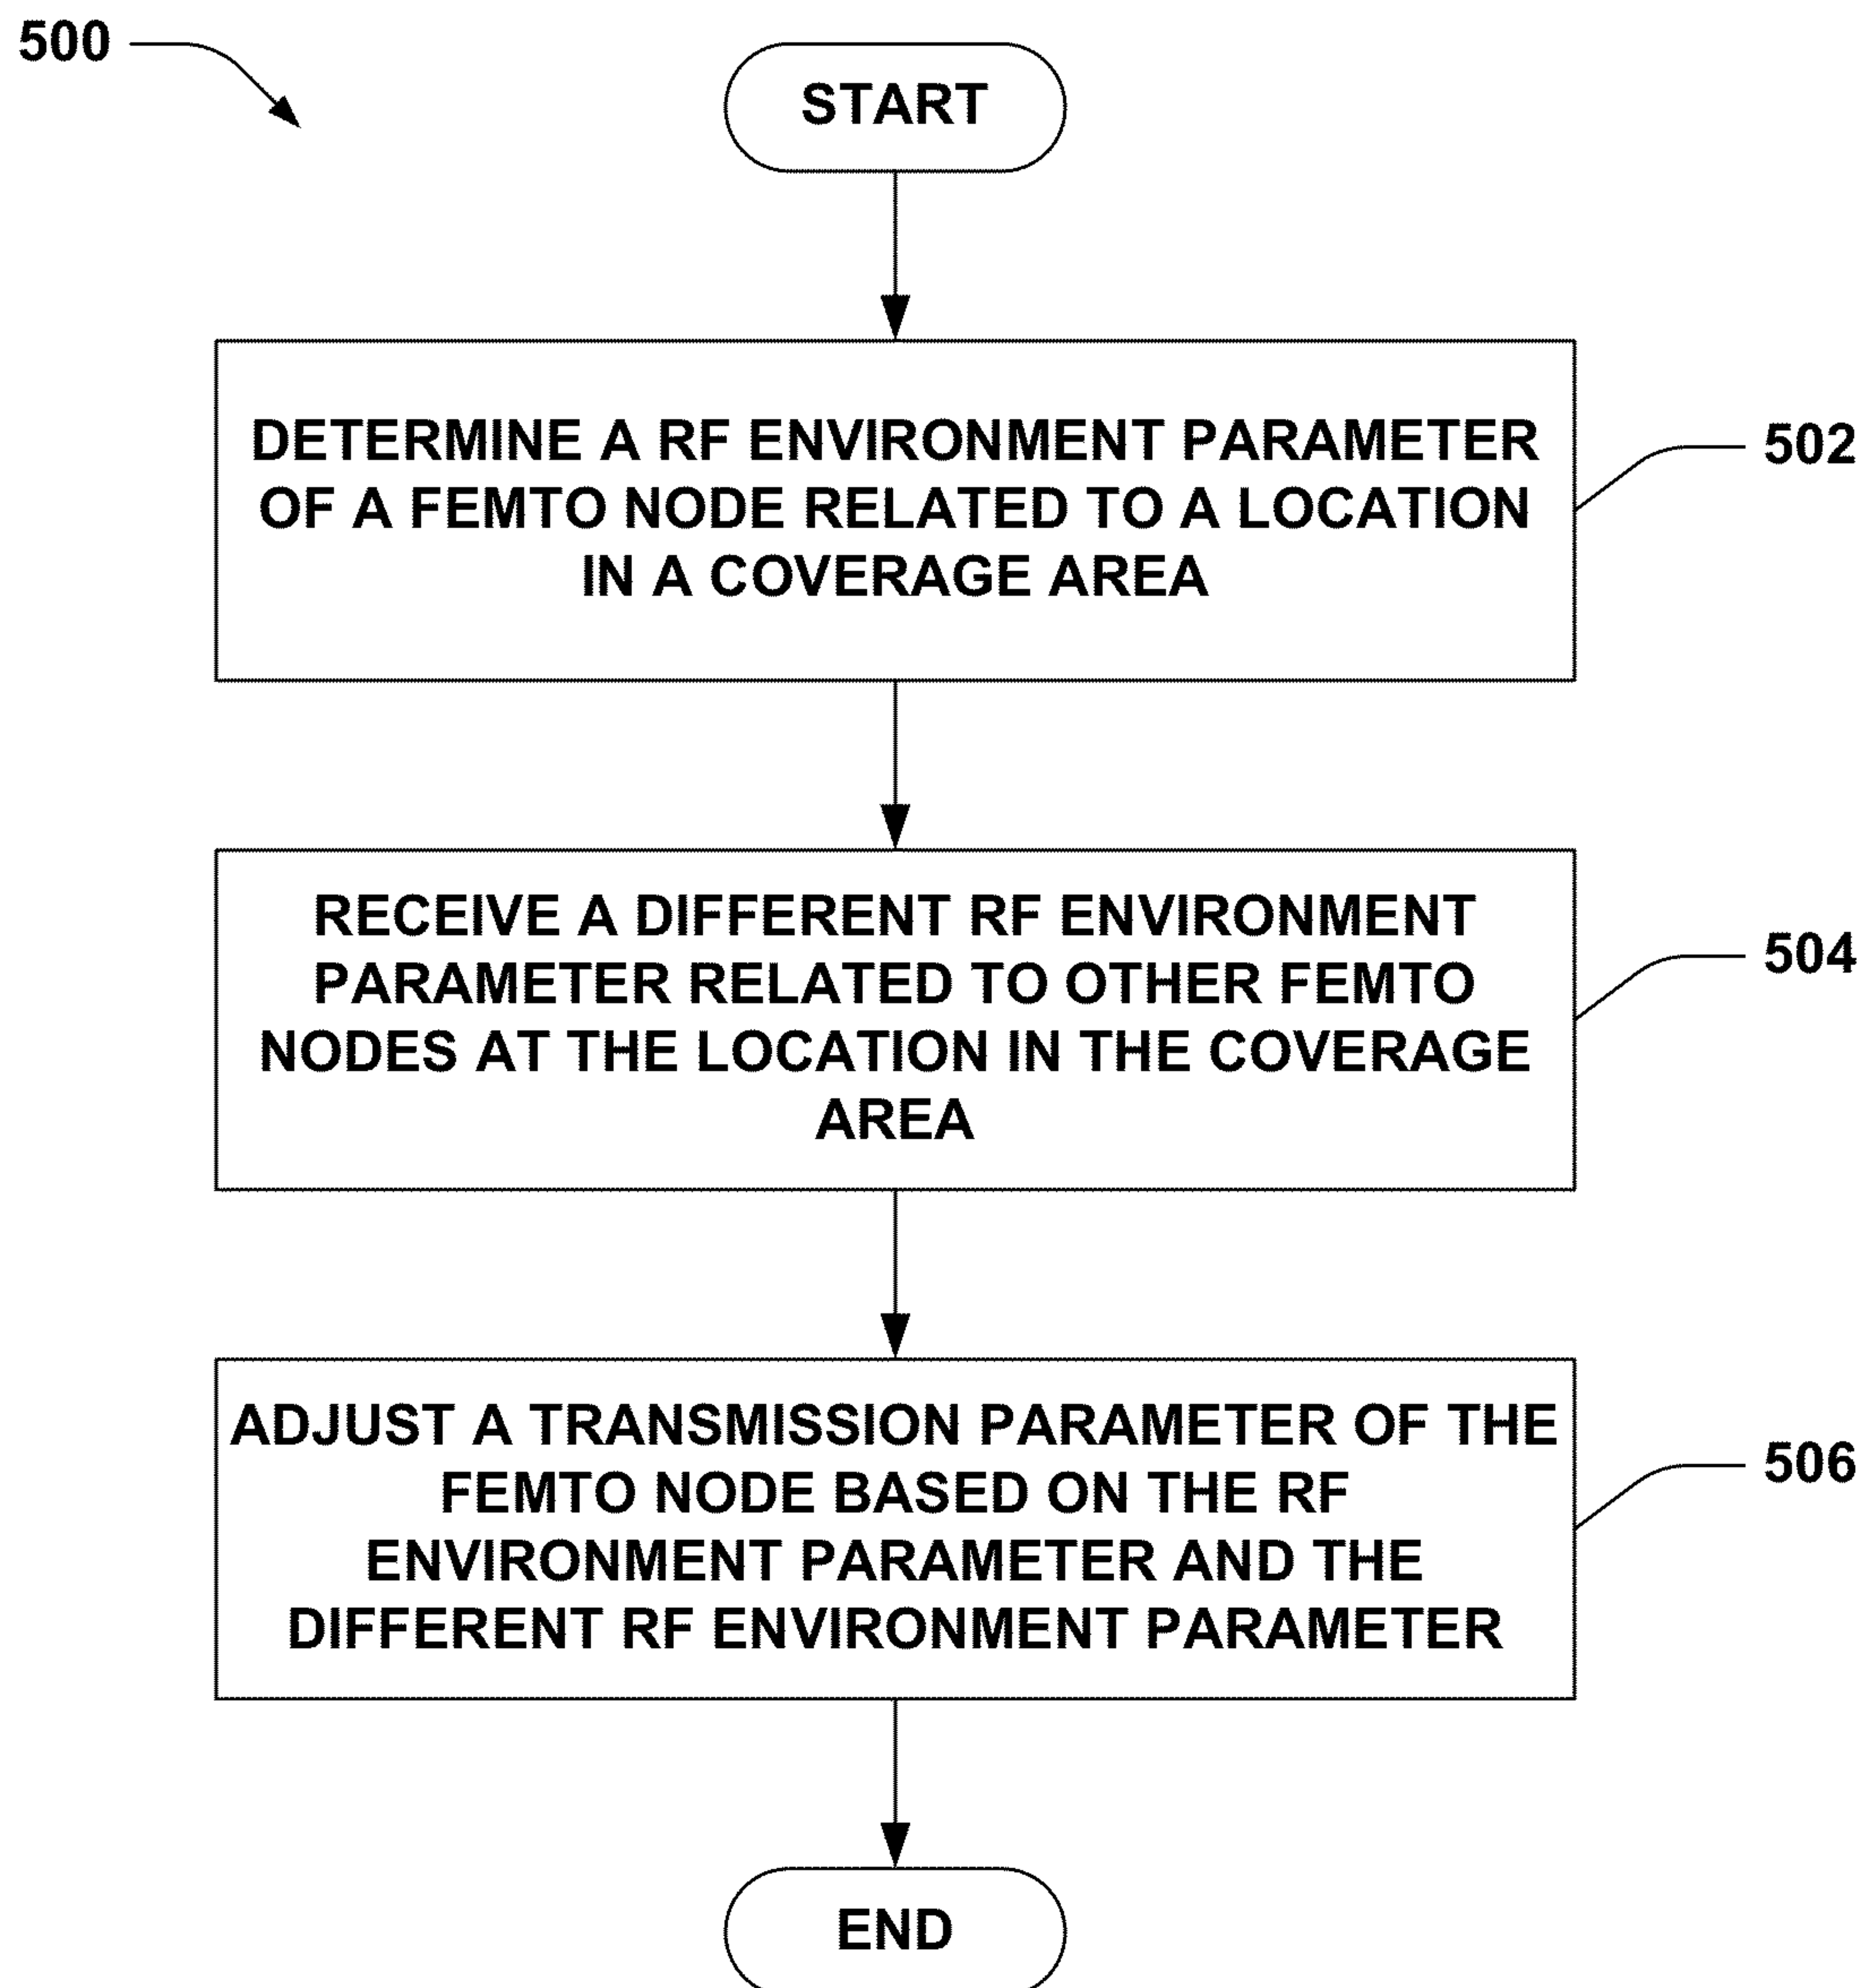 500
START
DETERMINE A RF ENVIRONMENT PARAMETER
OF A FEMTO NODE RELATED TO A LOCATION
IN A COVERAGE AREA
502
RECEIVE A DIFFERENT RF ENVIRONMENT
PARAMETER RELATED TO OTHER FEMTO
NODES AT THE LOCATION IN THE COVERAGE
AREA
504
ADJUST A TRANSMISSION PARAMETER OF THE
FEMTO NODE BASED ON THE RF
ENVIRONMENT PARAMETER AND THE
DIFFERENT RF ENVIRONMENT PARAMETER
506
END